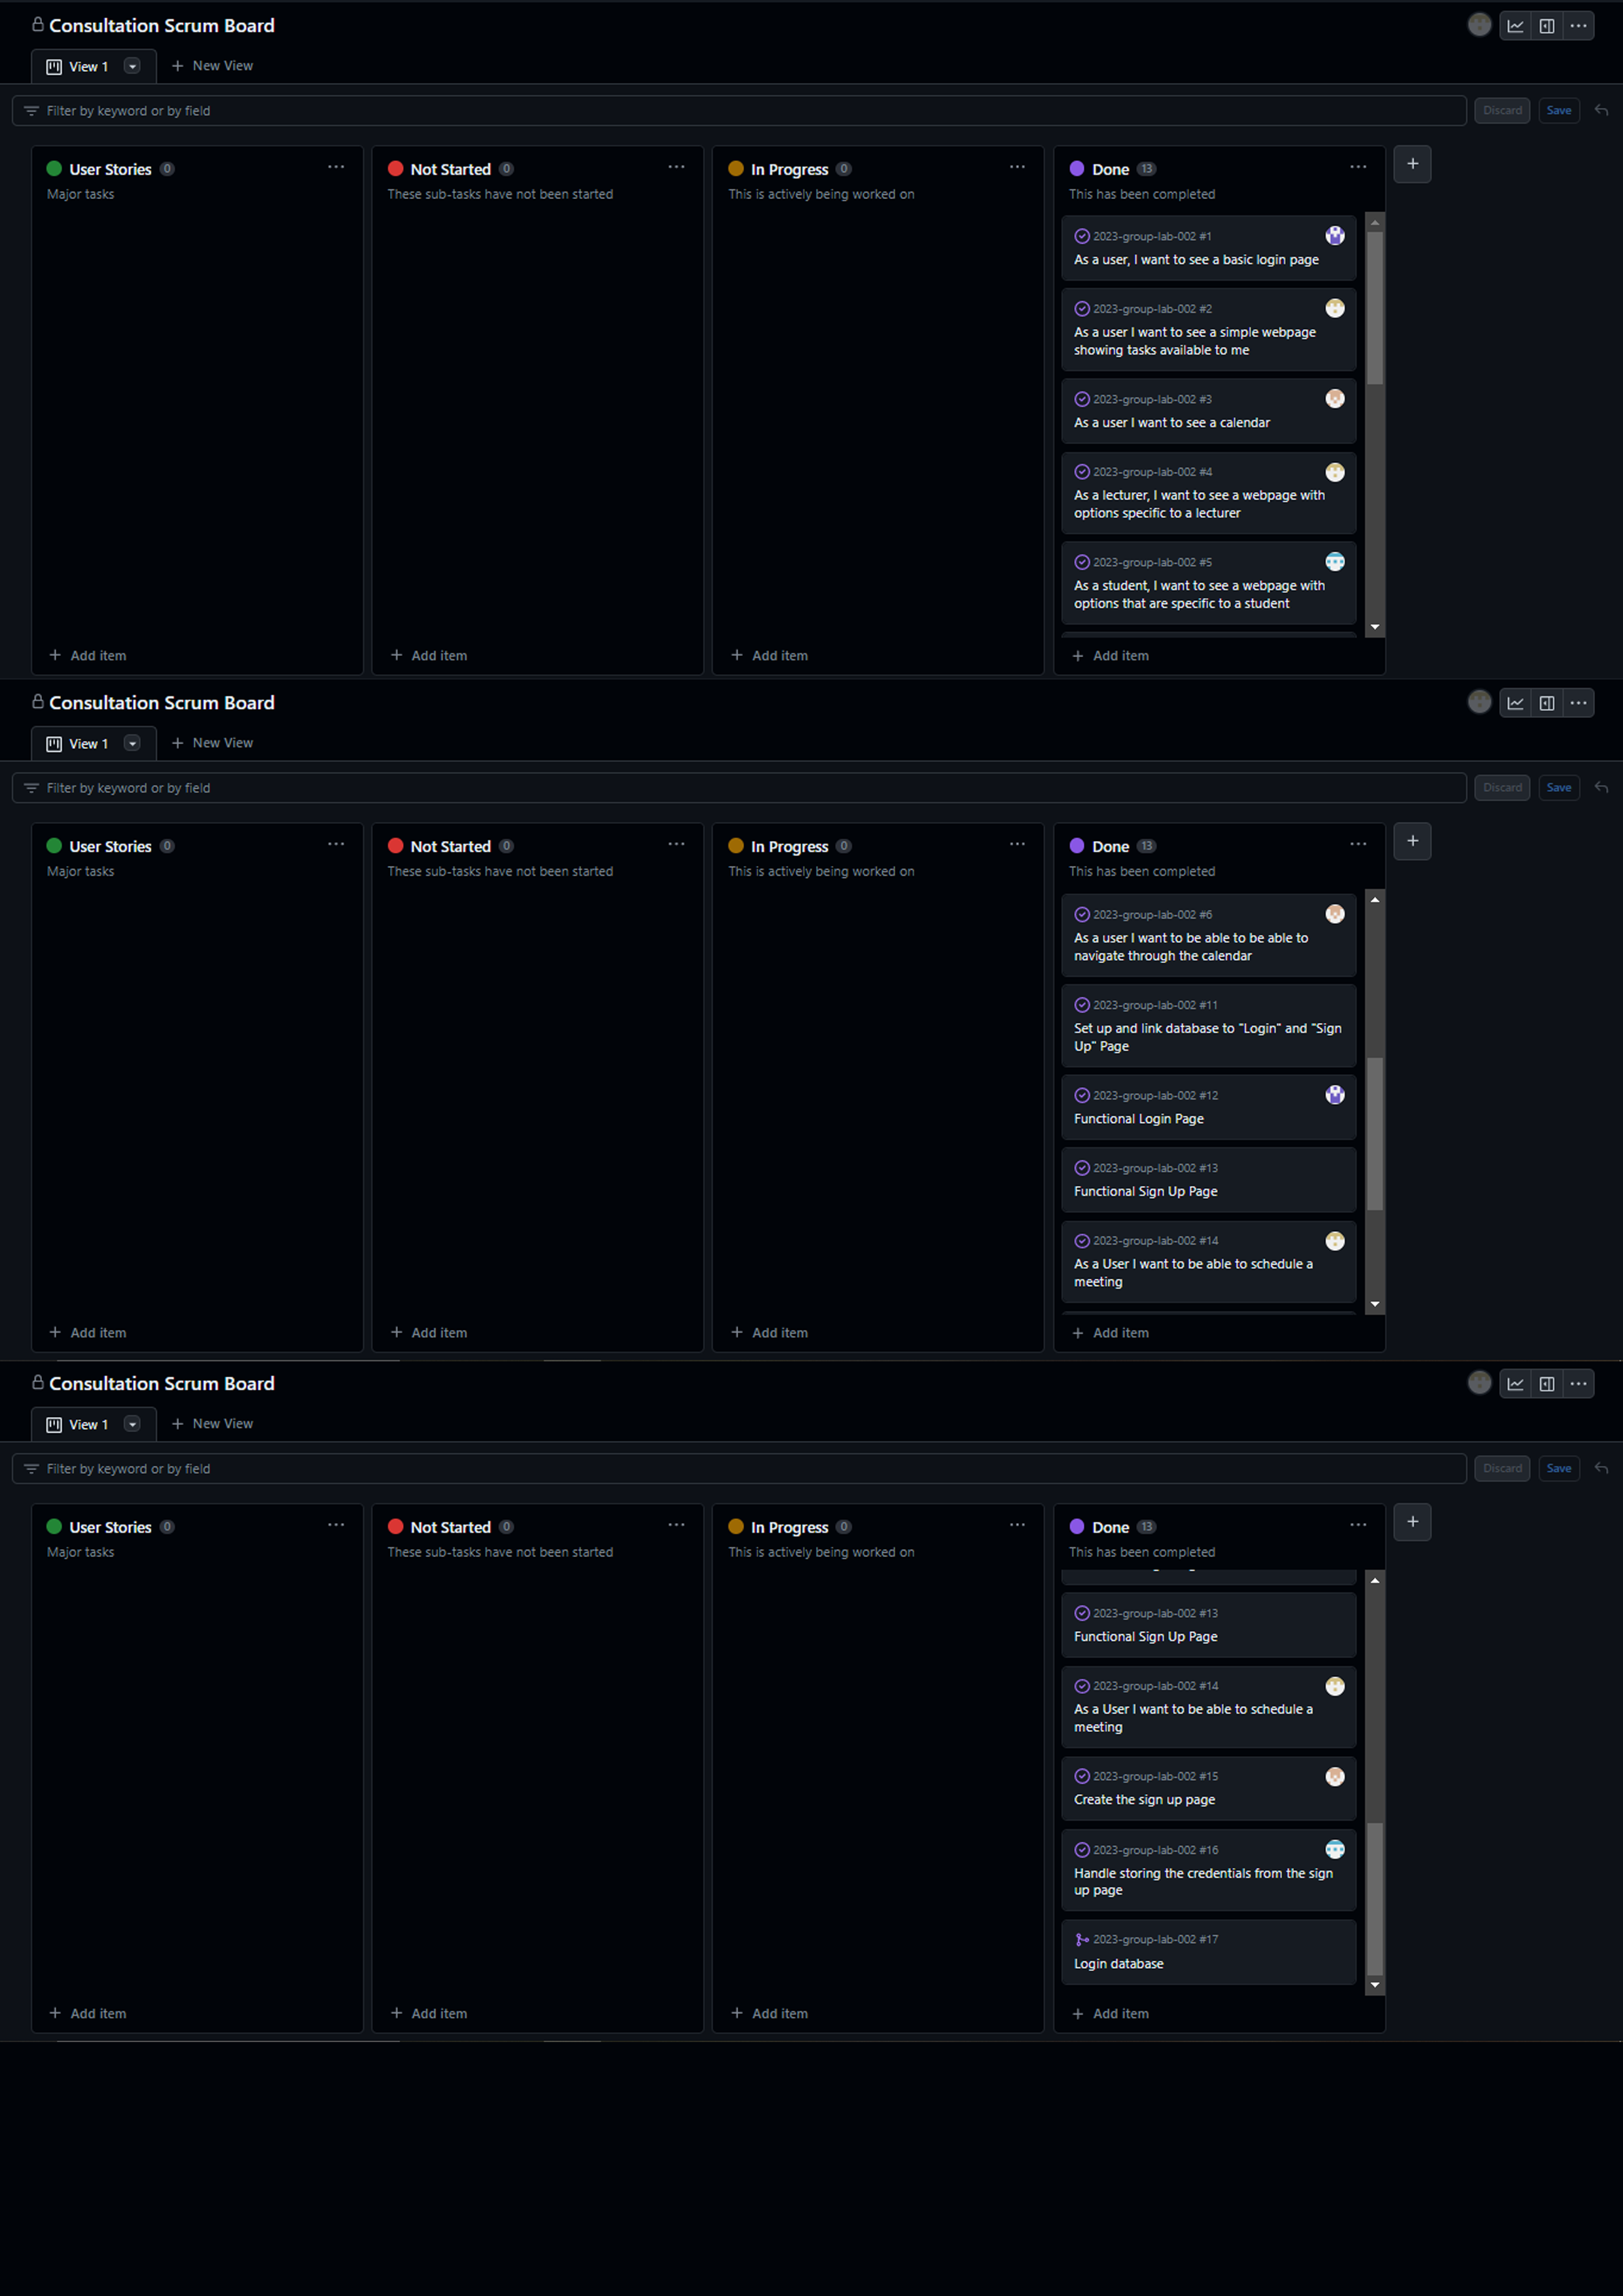 Consultation Scrum Board
View 1
New View
Filter by keyword or by field
Discard
Save
User Stories 0
Major tasks
Add item
Not Started 0
These sub-tasks have not been started
Add item
In Progress 0
This is actively being worked on
Add item
Done 13
This has been completed
2023-group-lab-002 #1
As a user, I want to see a basic login page
2023-group-lab-002 #2
As a user I want to see a simple webpage
showing tasks available to me
2023-group-lab-002 #3
As a user I want to see a calendar
2023-group-lab-002 #4
As a lecturer, I want to see a webpage with
options specific to a lecturer
2023-group-lab-002 #5
As a student, I want to see a webpage with
options that are specific to a student
Add item
Consultation Scrum Board
View 1
New View
Filter by keyword or by field
Discard
Save
User Stories 0
Major tasks
Add item
Not Started 0
These sub-tasks have not been started
Add item
In Progress 0
This is actively being worked on
Add item
Done 13
This has been completed
2023-group-lab-002 #6
As a user I want to be able to be able to
navigate through the calendar
2023-group-lab-002 #11
Set up and link database to "Login" and "Sign
Up" Page
2023-group-lab-002 #12
Functional Login Page
2023-group-lab-002 #13
Functional Sign Up Page
2023-group-lab-002 #14
As a User I want to be able to schedule a
meeting
Add item
Consultation Scrum Board
View 1
New View
Filter by keyword or by field
Discard
Save
User Stories 0
Major tasks
Add item
Not Started 0
These sub-tasks have not been started
Add item
In Progress 0
This is actively being worked on
Add item
Done 13
This has been completed
2023-group-lab-002 #13
Functional Sign Up Page
2023-group-lab-002 #14
As a User I want to be able to schedule a
meeting
2023-group-lab-002 #15
Create the sign up page
2023-group-lab-002 #16
Handle storing the credentials from the sign
up page
2023-group-lab-002 #17
Login database
Add item